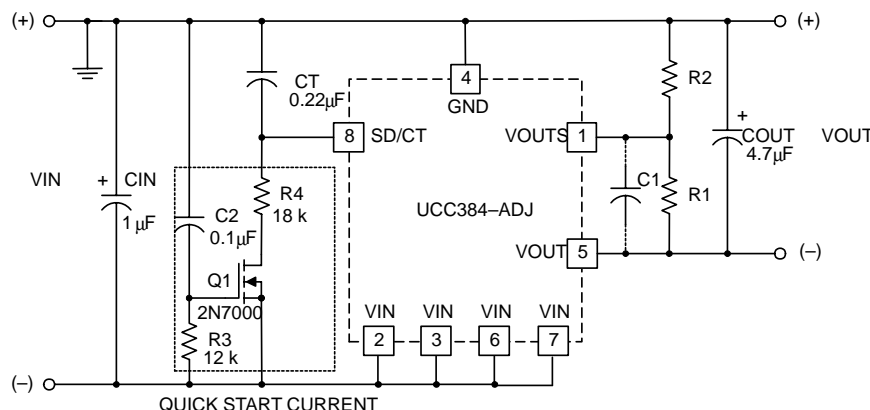 (+)
(+)
CT
0.22µF
4
GND
R2
+
8
SD/CT
VOUTS
1
COUT
4.7µF
VOUT
VIN
+
CIN
1 µF
C2
0.1µF
R4
18 k
UCC384–ADJ
C1
R1
VOUT
5
(–)
Q1
2N7000
R3
12 k
VIN
VIN
VIN
VIN
2
3
6
7
(–)
QUICK START CURRENT